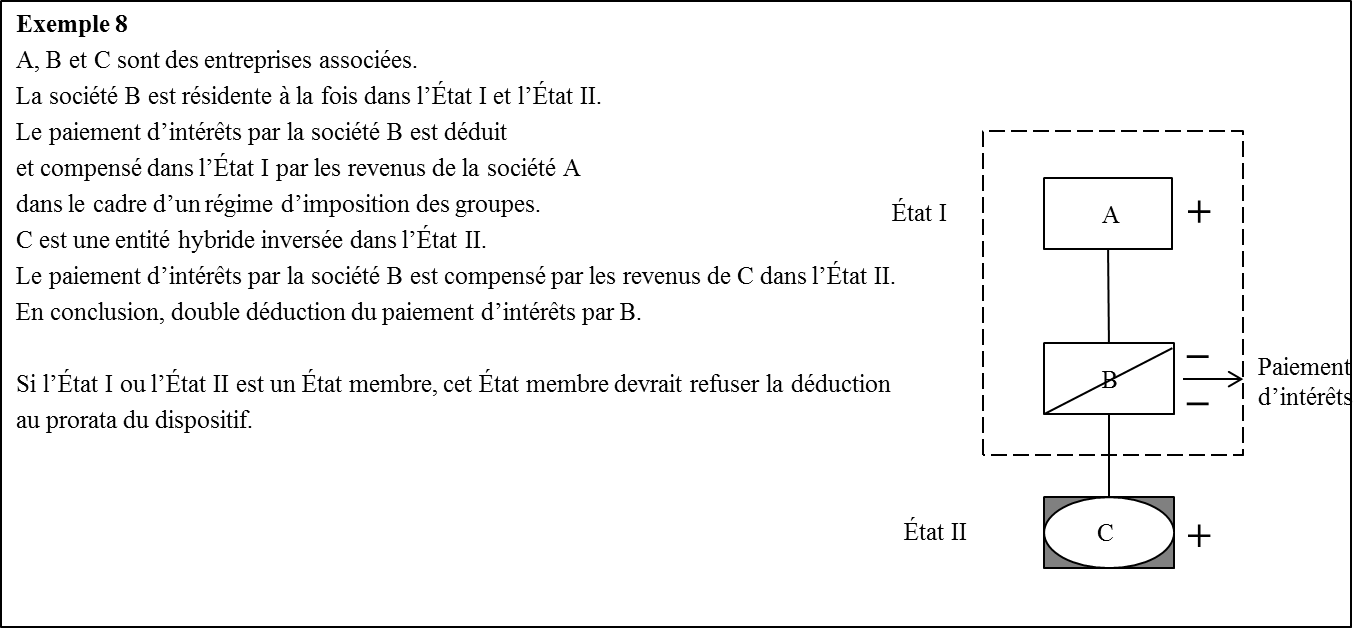 Exemple 8
A, B et C sont des entreprises associées.
La société B est résidente à la fois dans l’État I et l’État II.
Le paiement d’intérêts par la société B est déduit
et compensé dans l’État I par les revenus de la société A
dans le cadre d’un régime d’imposition des groupes.
C est une entité hybride inversée dans l’État II.
Le paiement d’intérêts par la société B est compensé par les revenus de C dans l’État II.
En conclusion, double déduction du paiement d’intérêts par B.
Si l’État I ou l’État II est un État membre, cet État membre devrait refuser la déduction
au prorata du dispositif.
État I
A
+
B
–
–
Paiement
d’intérêts
État II
C
+